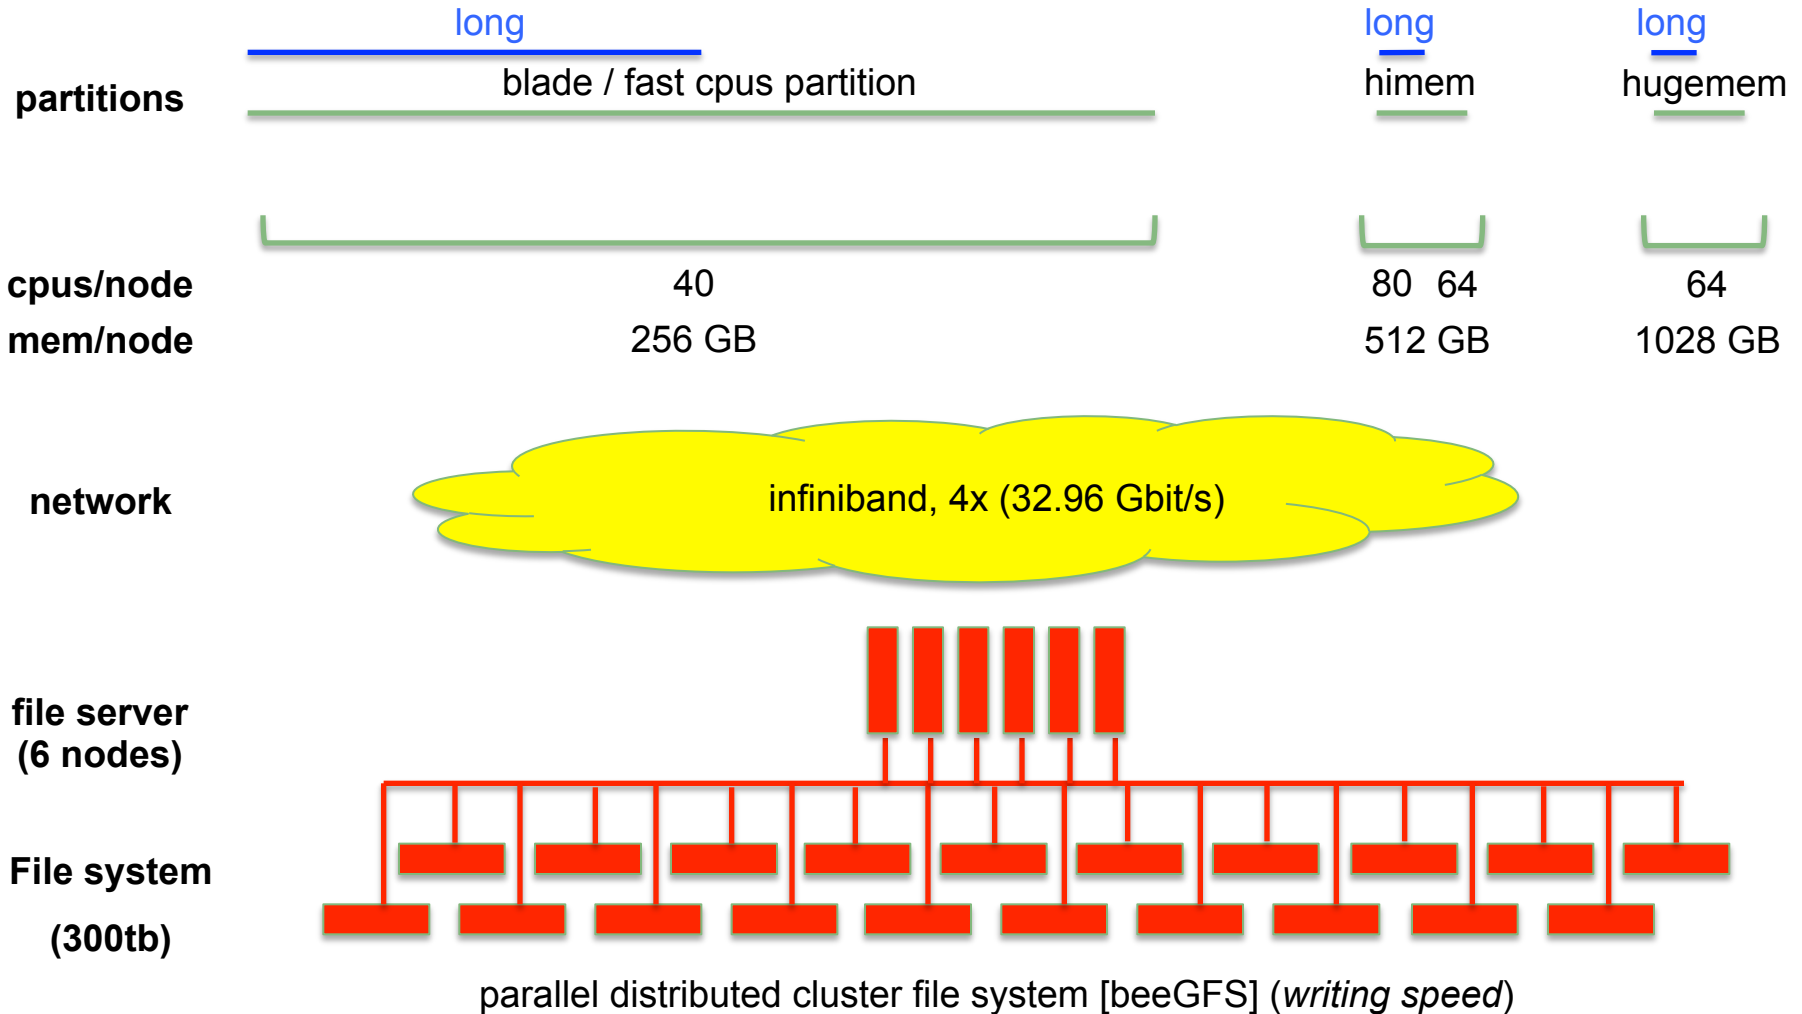 long long long
partitions blade / fast cpus partition himem hugemem
cpus/node 40 80 64 64
mem/node 256 GB 512 GB 1028 GB
network infiniband, 4x (32.96 Gbit/s)
file server
(6 nodes)
File system
(300tb)
parallel distributed cluster file system [beeGFS] (writing speed)